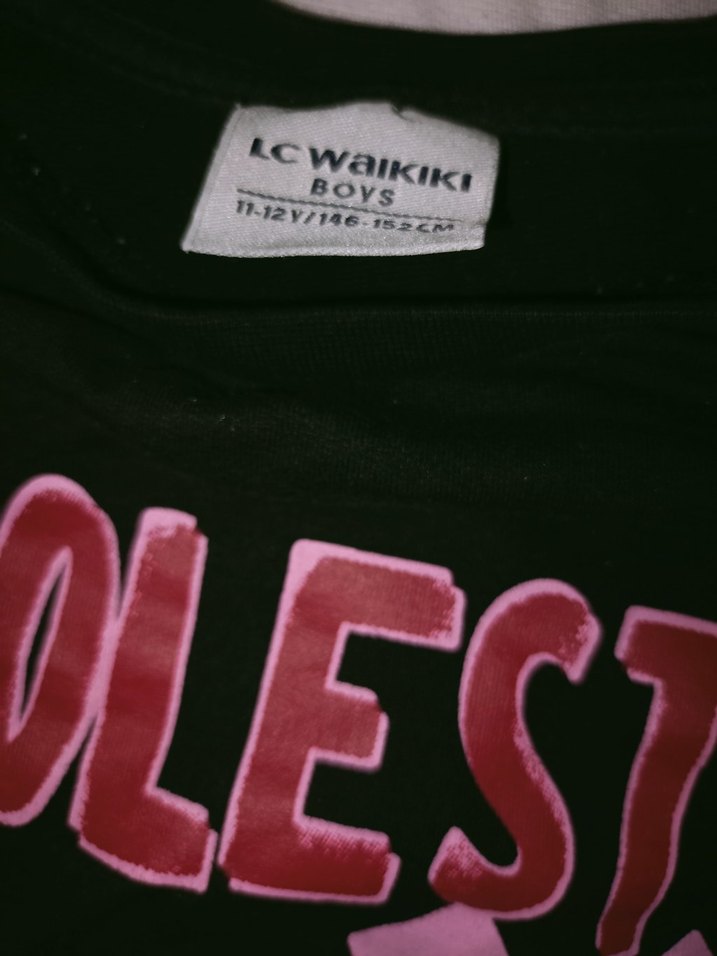 LC WAIKIKI
BOYS
11-12Y/146-152CM
OLEST